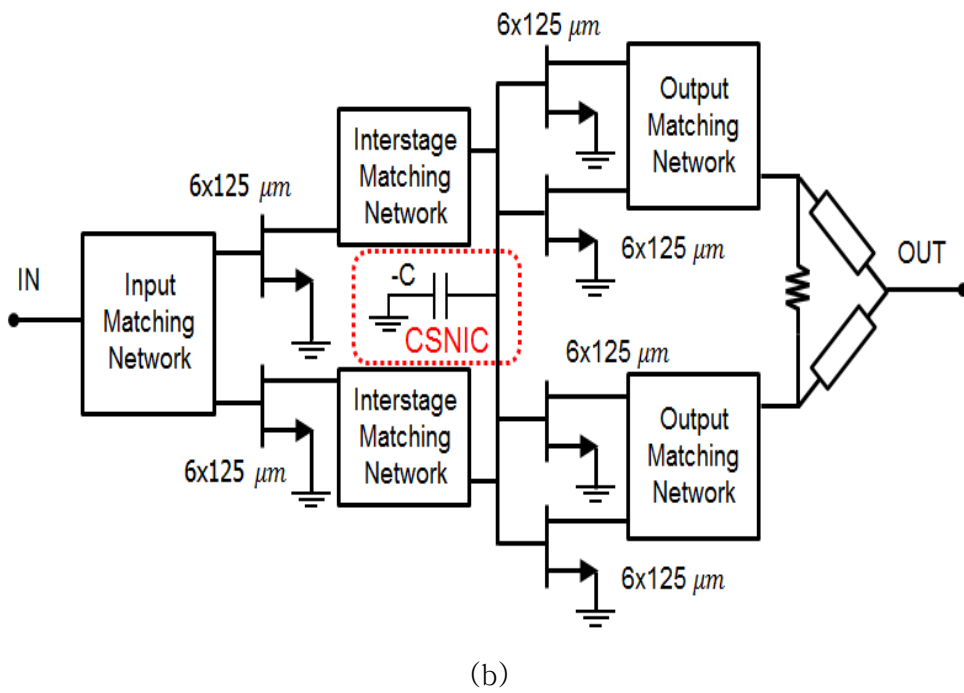 6x125 μm
Output
Matching
Network
Interstage
Matching
Network
6x125 μm
6x125 μm
IN
Input
Matching
Network
-C
CSNIC
OUT
6x125 μm
Interstage
Matching
Network
Output
Matching
Network
6x125 μm
6x125 μm
(b)